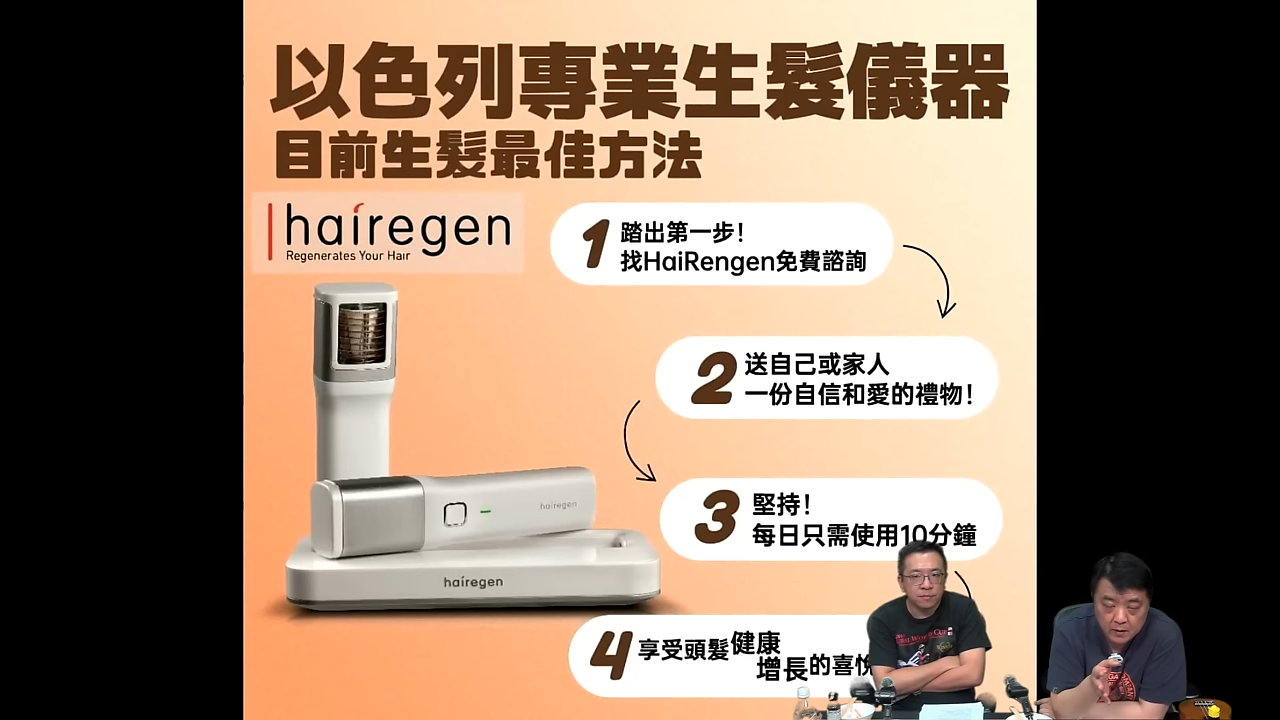 以色列專業生髮儀器
目前生髮最佳方法
hairegen
Regenerates Your Hair
1
踏出第一步！
找HaiRengen免費諮詢
2
送自己或家人
一份自信和愛的禮物！
3
堅持！
每日只需使用10分鐘
hairegen
hairegen
4
享受頭髮健康
增長的喜悅